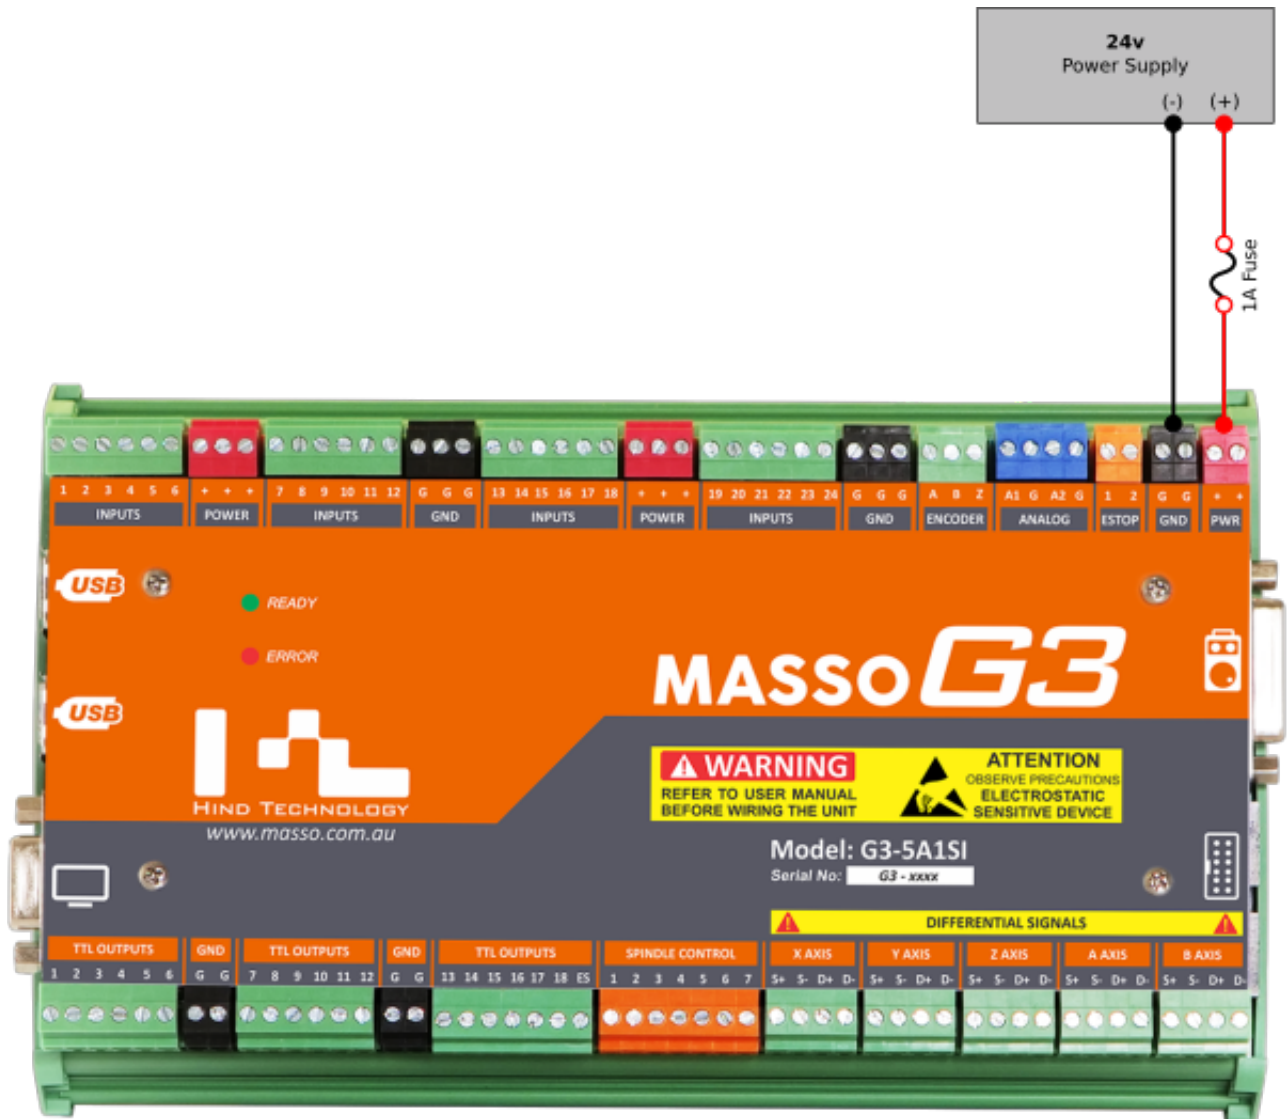 24v
Power Supply
(-) (+)
1A Fuse
1 2 3 4 5 6 + + + 7 8 9 10 11 12 G G G 13 14 15 16 17 18 + + + 19 20 21 22 23 24 G G G A B Z A1 G A2 G 1 2 G G + +
INPUTS POWER INPUTS GND INPUTS POWER INPUTS GND ENCODER ANALOG ESTOP GND PWR
USB
READY
ERROR
MASSO G3
USB
HIND TECHNOLOGY
www.masso.com.au
WARNING
REFER TO USER MANUAL
BEFORE WIRING THE UNIT
ATTENTION
OBSERVE PRECAUTIONS
ELECTROSTATIC
SENSITIVE DEVICE
Model: G3-5A1SI
Serial No: G3 - xxxx
DIFFERENTIAL SIGNALS
TTL OUTPUTS GND TTL OUTPUTS GND TTL OUTPUTS SPINDLE CONTROL X AXIS Y AXIS Z AXIS A AXIS B AXIS
1 2 3 4 5 6 G G 7 8 9 10 11 12 G G 13 14 15 16 17 18 ES 1 2 3 4 5 6 7 S+ S- D+ D- S+ S- D+ D- S+ S- D+ D- S+ S- D+ D- S+ S- D+ D-